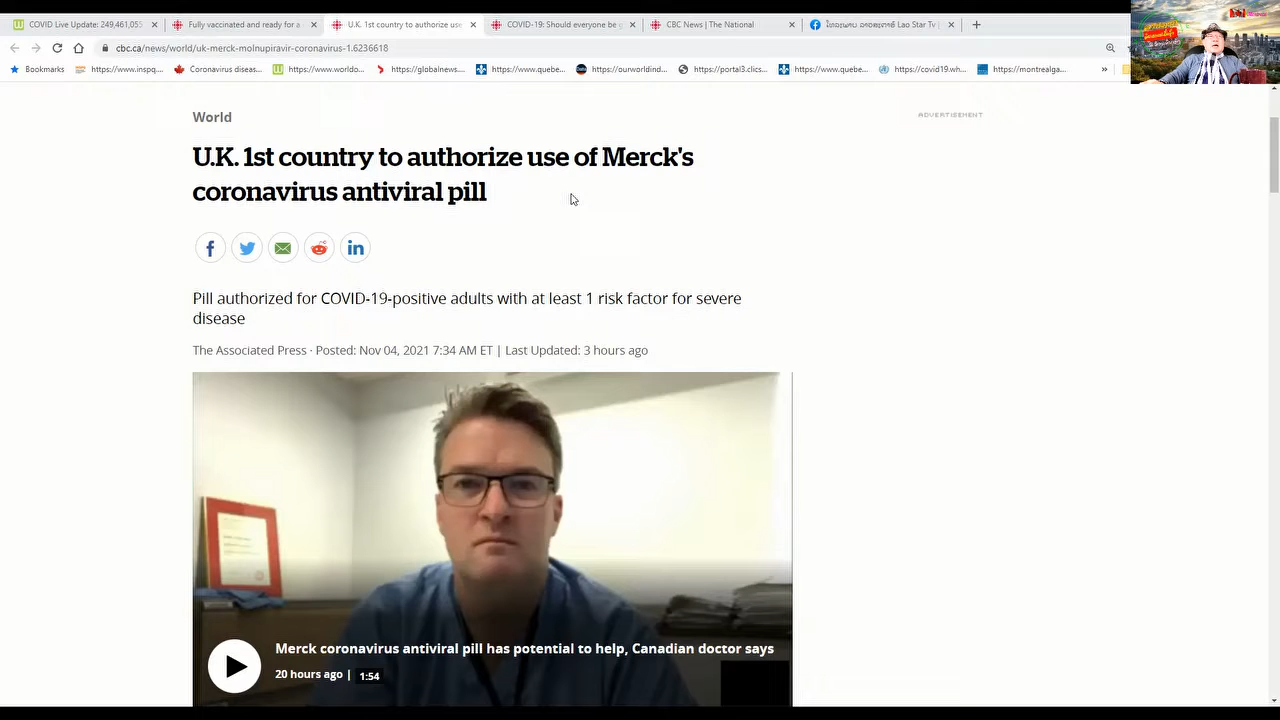 COVID Live Update: 249,461,055
Fully vaccinated and ready for a
U.K. 1st country to authorize use
COVID-19: Should everyone be
CBC News | The National
cbc.ca/news/world/uk-merck-molnupiravir-coronavirus-1.6236618
Bookmarks
https://www.inspq...
Coronavirus diseas...
https://www.worldo...
https://globalnews....
https://www.quebe...
https://ourworldind...
https://portal3.clics...
https://www.quebe...
https://covid19.wh...
https://montrealga...
World
ADVERTISEMENT
U.K. 1st country to authorize use of Merck's
coronavirus antiviral pill
Pill authorized for COVID-19-positive adults with at least 1 risk factor for severe
disease
The Associated Press · Posted: Nov 04, 2021 7:34 AM ET | Last Updated: 3 hours ago
Merck coronavirus antiviral pill has potential to help, Canadian doctor says
20 hours ago | 1:54